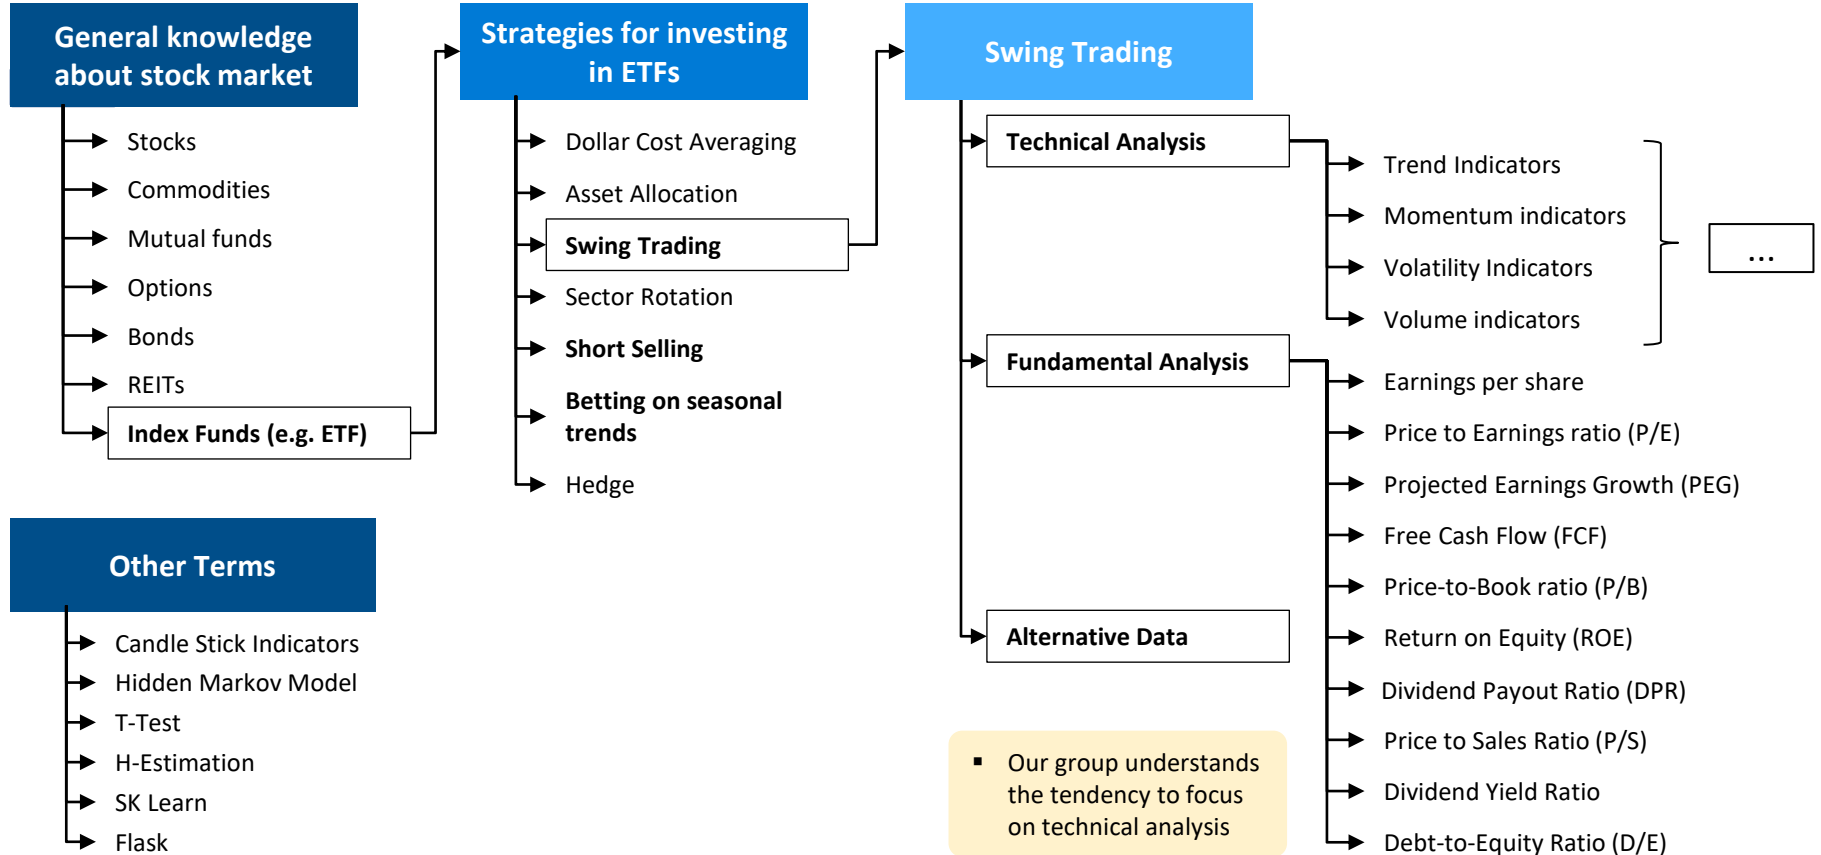 General knowledge
about stock market
Stocks
Commodities
Mutual funds
Options
Bonds
REITs
Index Funds (e.g. ETF)
Other Terms
Candle Stick Indicators
Hidden Markov Model
T-Test
H-Estimation
SK Learn
Flask
Strategies for investing
in ETFs
Dollar Cost Averaging
Asset Allocation
Swing Trading
Sector Rotation
Short Selling
Betting on seasonal
trends
Hedge
Swing Trading
Technical Analysis
Trend Indicators
Momentum indicators
Volatility Indicators
Volume indicators
...
Fundamental Analysis
Earnings per share
Price to Earnings ratio (P/E)
Projected Earnings Growth (PEG)
Free Cash Flow (FCF)
Price-to-Book ratio (P/B)
Return on Equity (ROE)
Dividend Payout Ratio (DPR)
Price to Sales Ratio (P/S)
Dividend Yield Ratio
Debt-to-Equity Ratio (D/E)
Alternative Data
▪ Our group understands
the tendency to focus
on technical analysis